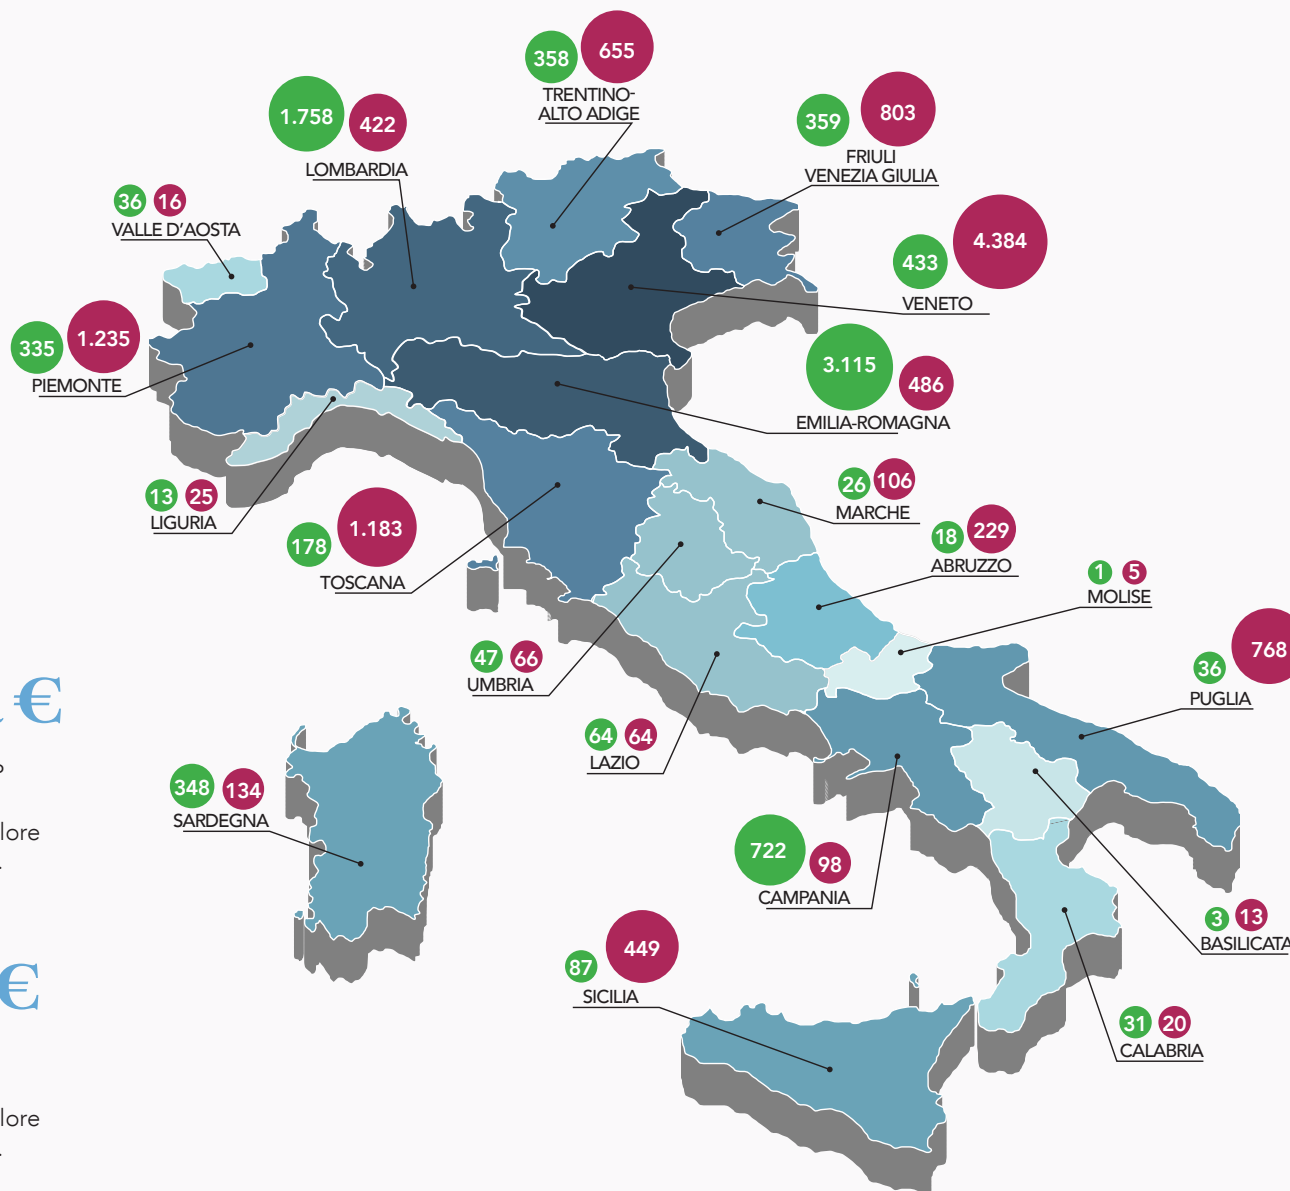 358 655
TRENTINO-
ALTO ADIGE
1.758 422
LOMBARDIA
359 803
FRIULI
VENEZIA GIULIA
36 16
VALLE D'AOSTA
433 4.384
VENETO
335 1.235
PIEMONTE
3.115 486
EMILIA-ROMAGNA
13 25
LIGURIA
26 106
MARCHE
178 1.183
TOSCANA
18 229
ABRUZZO
1 5
MOLISE
47 66
UMBRIA
36 768
PUGLIA
64 64
LAZIO
€
348 134
SARDEGNA
lore
722 98
CAMPANIA
3 13
BASILICATA
87 449
SICILIA
€
31 20
CALABRIA
lore